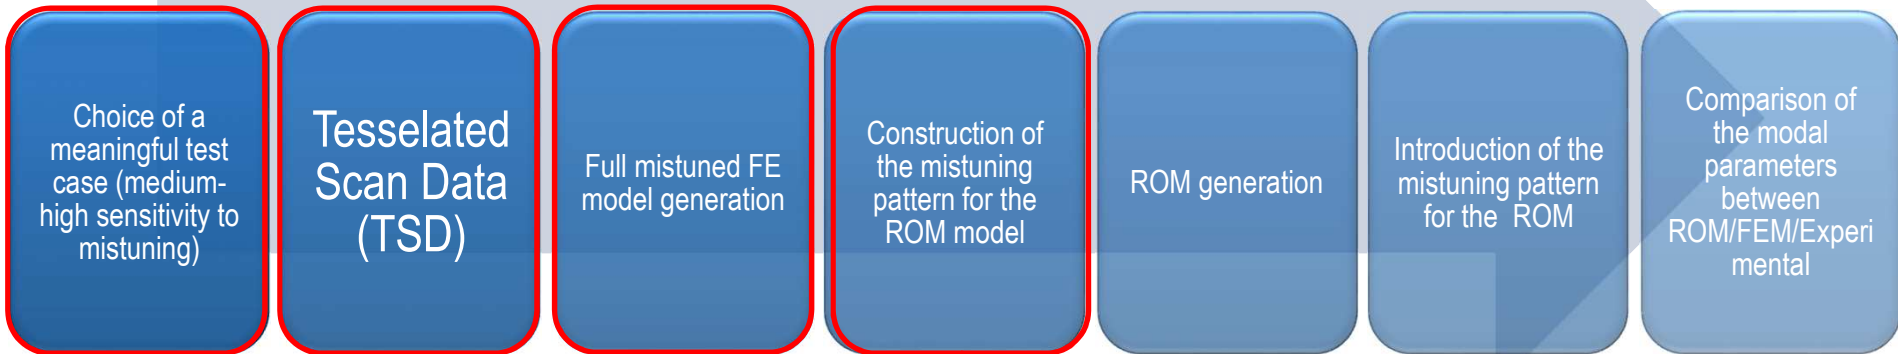 Choice of a
meaningful test
case (medium-
high sensitivity to
mistuning)
Tesselated
Scan Data
(TSD)
Full mistuned FE
model generation
Construction of
the mistuning
pattern for the
ROM model
ROM generation
Introduction of the
mistuning pattern
for the ROM
Comparison of
the modal
parameters
between
ROM/FEM/Experi
mental